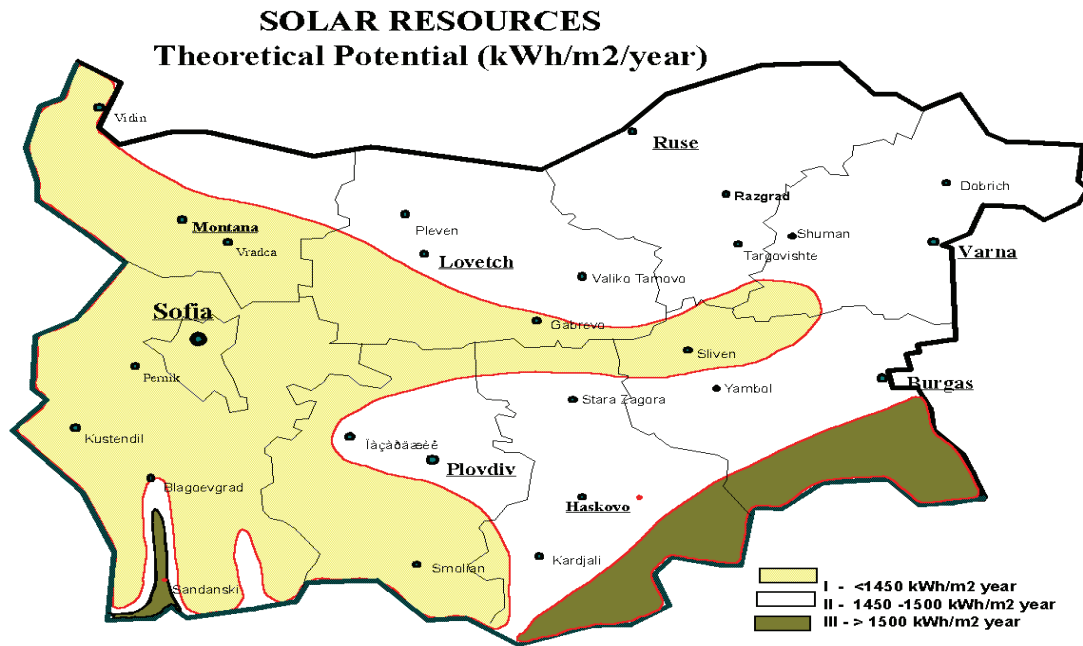 SOLAR RESOURCES
Theoretical Potential (kWh/m2/year)
Vidin
Ruse
Razgrad
Dobrich
Montana
Pleven
Vradca
Shuman
Lovetch
Targovishte
Varna
Valiko Tarnovo
Sofia
Gabrevo
Sliven
Pernik
Yambol
Burgas
Stara Zagora
Kustendil
Ïàçàðäæèê
Plovdiv
Blagoevgrad
Haskovo
Kardjali
Smolian
Sandanski
I - <1450 kWh/m2 year
II - 1450 -1500 kWh/m2 year
III - > 1500 kWh/m2 year